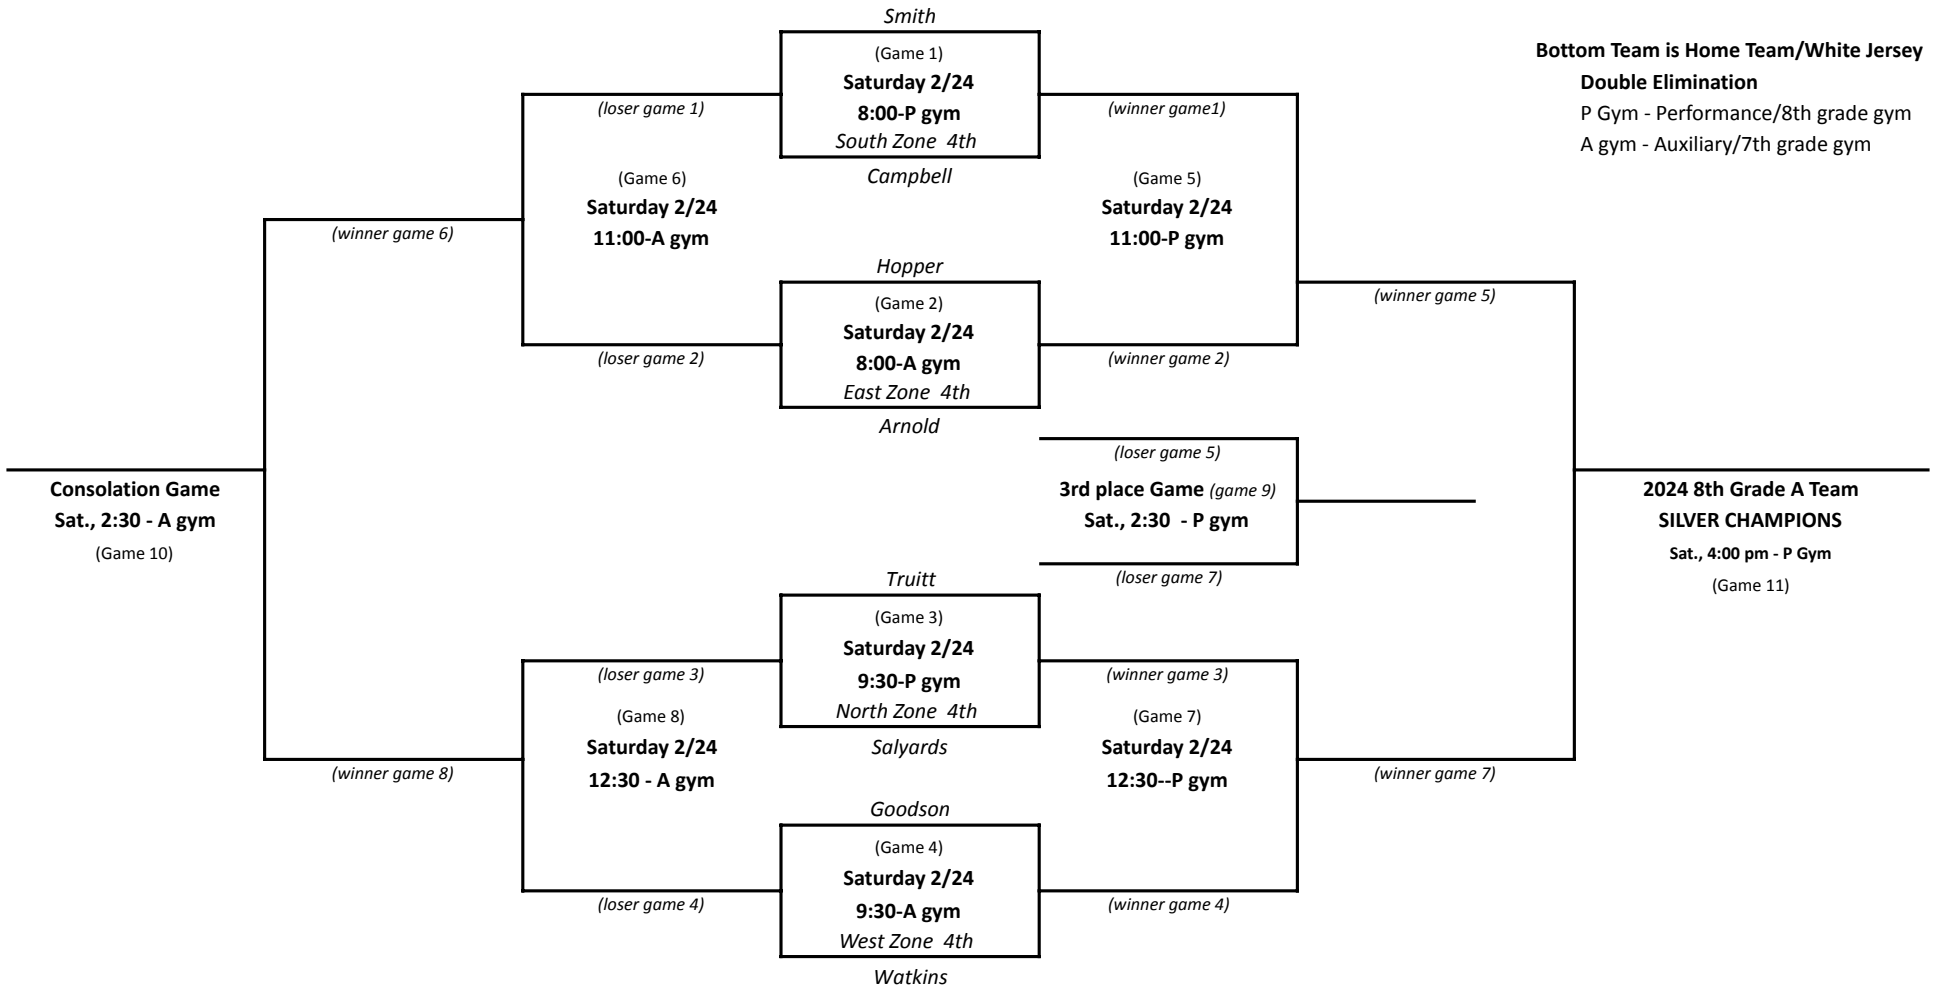 Smith
(Game 1)
Saturday 2/24
8:00-P gym
South Zone  4th
Campbell
Bottom Team is Home Team/White Jersey
Double Elimination
P Gym - Performance/8th grade gym
A gym - Auxiliary/7th grade gym
(loser game 1)
(winner game1)
(Game 6)
Saturday 2/24
11:00-A gym
(Game 5)
Saturday 2/24
11:00-P gym
(winner game 6)
Hopper
(Game 2)
Saturday 2/24
8:00-A gym
East Zone  4th
Arnold
(winner game 5)
(loser game 2)
(winner game 2)
(loser game 5)
3rd place Game (game 9)
Sat., 2:30  - P gym
(loser game 7)
Consolation Game
Sat., 2:30 - A gym
(Game 10)
2024 8th Grade A Team
SILVER CHAMPIONS
Sat., 4:00 pm - P Gym
(Game 11)
Truitt
(Game 3)
Saturday 2/24
9:30-P gym
North Zone  4th
Salyards
(loser game 3)
(winner game 3)
(Game 8)
Saturday 2/24
12:30 - A gym
(Game 7)
Saturday 2/24
12:30--P gym
(winner game 8)
(winner game 7)
Goodson
(Game 4)
Saturday 2/24
9:30-A gym
West Zone  4th
Watkins
(loser game 4)
(winner game 4)